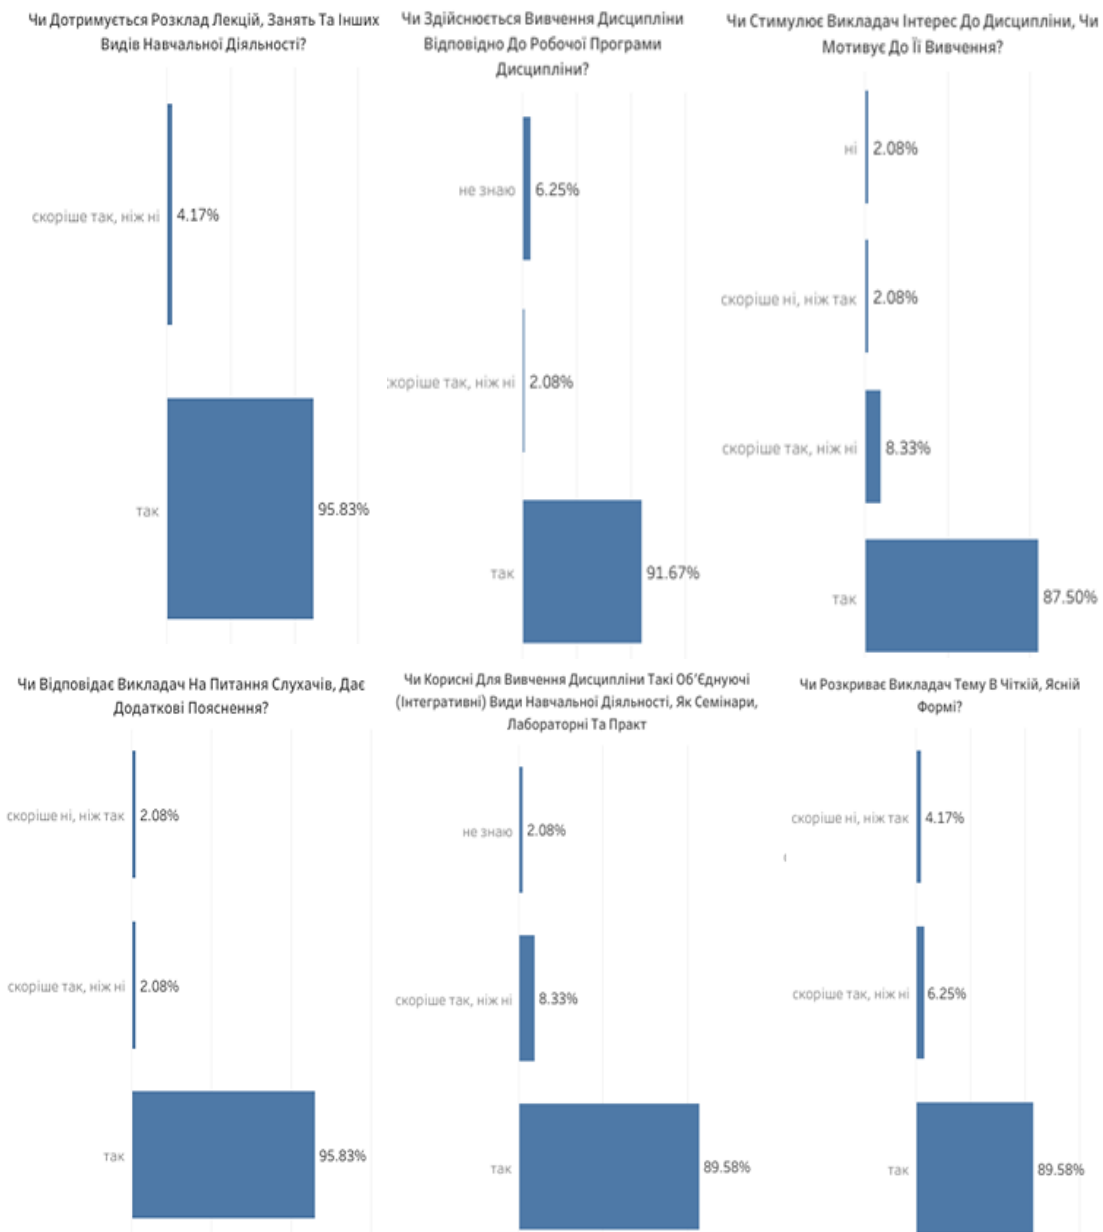 Чи Дотримується Розклад Лекцій, Занять Та Інших
Видів Навчальної Діяльності?
скоріше так, ніж ні
4.17%
так
95.83%
Чи Здійснюється Вивчення Дисципліни
Відповідно До Робочої Програми
Дисципліни?
не знаю
6.25%
коріше так, ніж ні
2.08%
так
91.67%
Чи Стимулює Викладач Інтерес До Дисципліни, Чи
Мотивує До Її Вивчення?
ні
2.08%
скоріше ні, ніж так
2.08%
скоріше так, ніж ні
8.33%
так
87.50%
Чи Відповідає Викладач На Питання Слухачів, Дає
Додаткові Пояснення?
скоріше ні, ніж так
2.08%
скоріше так, ніж ні
2.08%
так
95.83%
Чи Корисні Для Вивчення Дисципліни Такі Об'Єднуючі
(Інтегративні) Види Навчальної Діяльності, Як Семінари,
Лабораторні Та Практ
не знаю
2.08%
скоріше так, ніж ні
8.33%
так
89.58%
Чи Розкриває Викладач Тему В Чіткій, Ясній
Формі?
скоріше ні, ніж так
4.17%
скоріше так, ніж ні
6.25%
так
89.58%